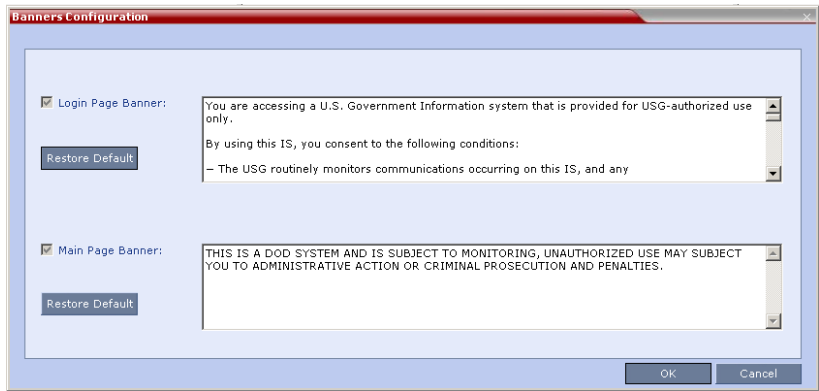 Banners Configuration
Login Page Banner:
You are accessing a U.S. Government Information system that is provided for USG-authorized use
only.
By using this IS, you consent to the following conditions:
Restore Default
– The USG routinely monitors communications occurring on this IS, and any
Main Page Banner:
THIS IS A DOD SYSTEM AND IS SUBJECT TO MONITORING, UNAUTHORIZED USE MAY SUBJECT
YOU TO ADMINISTRATIVE ACTION OR CRIMINAL PROSECUTION AND PENALTIES.
Restore Default
OK
Cancel